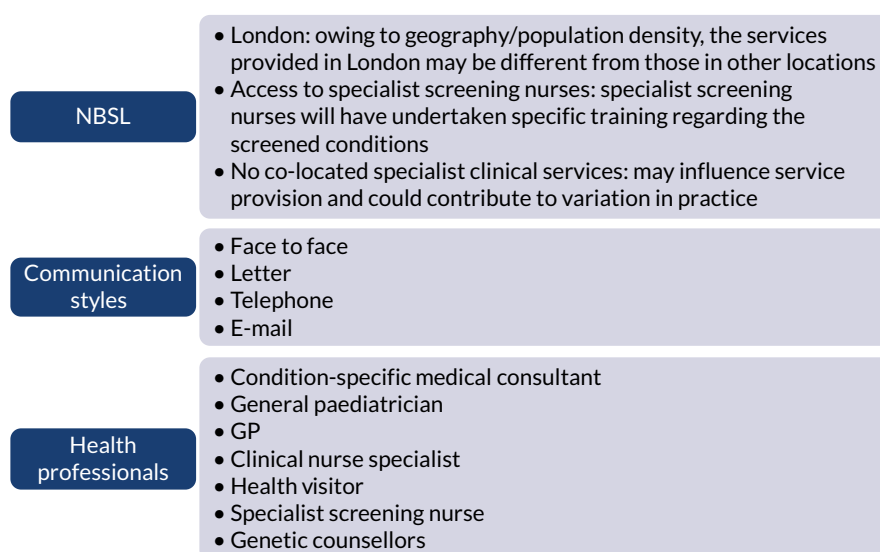 NBSL
• London: owing to geography/population density, the services
provided in London may be different from those in other locations
• Access to specialist screening nurses: specialist screening
nurses will have undertaken specific training regarding the
screened conditions
• No co-located specialist clinical services: may influence service
provision and could contribute to variation in practice
Communication
styles
• Face to face
• Letter
• Telephone
• E-mail
Health
professionals
• Condition-specific medical consultant
• General paediatrician
• GP
• Clinical nurse specialist
• Health visitor
• Specialist screening nurse
• Genetic counsellors